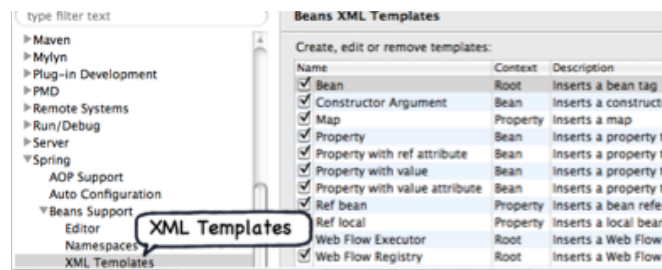 type filter text
Maven
Mylyn
Plug-in Development
PMD
Remote Systems
Run/Debug
Server
Spring
AOP Support
Auto Configuration
Beans Support
Editor
Namespaces
XML Templates
XML Templates
Beans XML Templates
Create, edit or remove templates:
Name Context Description
Bean Root Inserts a bean tag
Constructor Argument Bean Inserts a construct
Map Property Inserts a map
Property Bean Inserts a property t
Property with ref attribute Bean Inserts a property t
Property with value Bean Inserts a property t
Property with value attribute Bean Inserts a property t
Ref bean Property Inserts a bean refe
Ref local Property Inserts a local bean
Web Flow Executor Root Inserts a Web Flow
Web Flow Registry Root Inserts a Web Flow